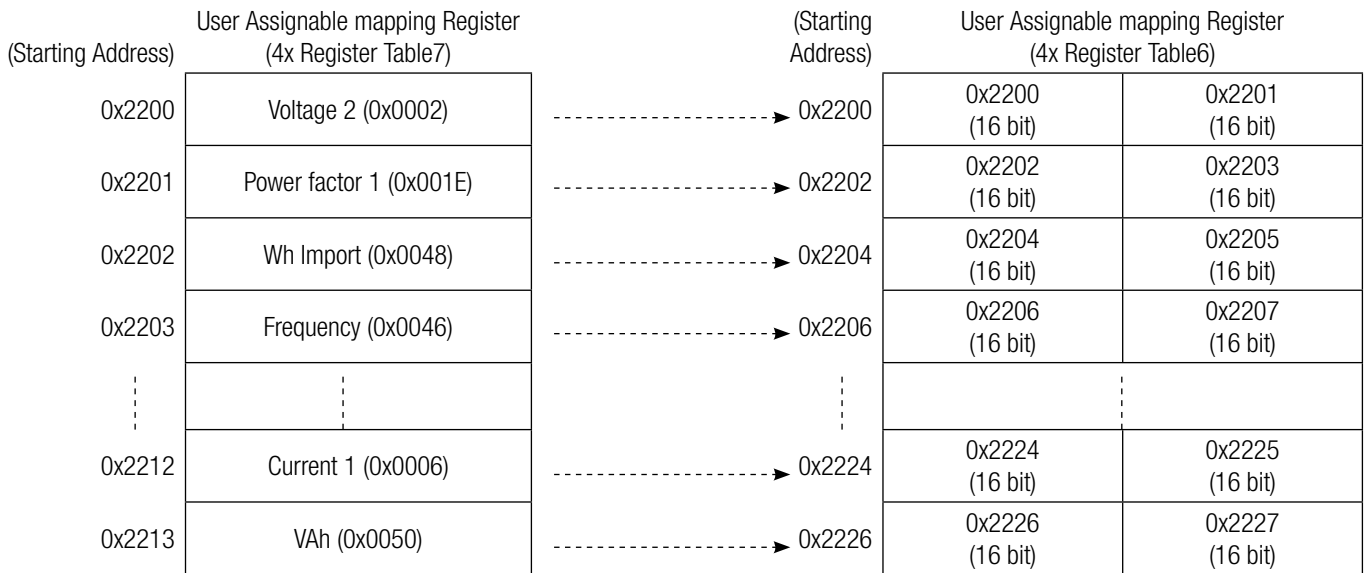 User Assignable mapping Register
(Starting Address) (4x Register Table7)
0x2200 Voltage 2 (0x0002)
0x2201 Power factor 1 (0x001E)
0x2202 Wh Import (0x0048)
0x2203 Frequency (0x0046)
0x2212 Current 1 (0x0006)
0x2213 VAh (0x0050)
(Starting
Address)
User Assignable mapping Register
(4x Register Table6)
0x2200 0x2200 0x2201
(16 bit) (16 bit)
0x2202 0x2202 0x2203
(16 bit) (16 bit)
0x2204 0x2204 0x2205
(16 bit) (16 bit)
0x2206 0x2206 0x2207
(16 bit) (16 bit)
0x2224 0x2224 0x2225
(16 bit) (16 bit)
0x2226 0x2226 0x2227
(16 bit) (16 bit)